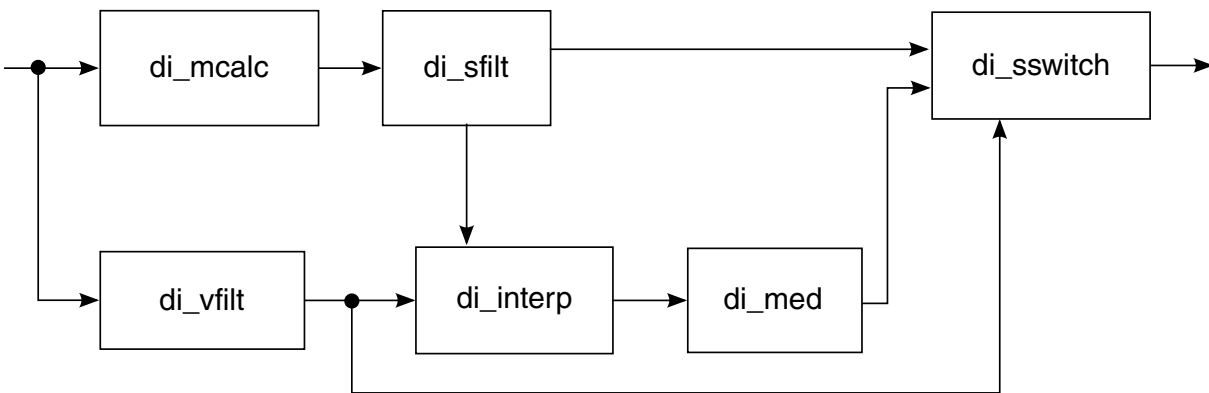 di_mcalc
di_sfilt
di_sswitch
di_vfilt
di_interp
di_med